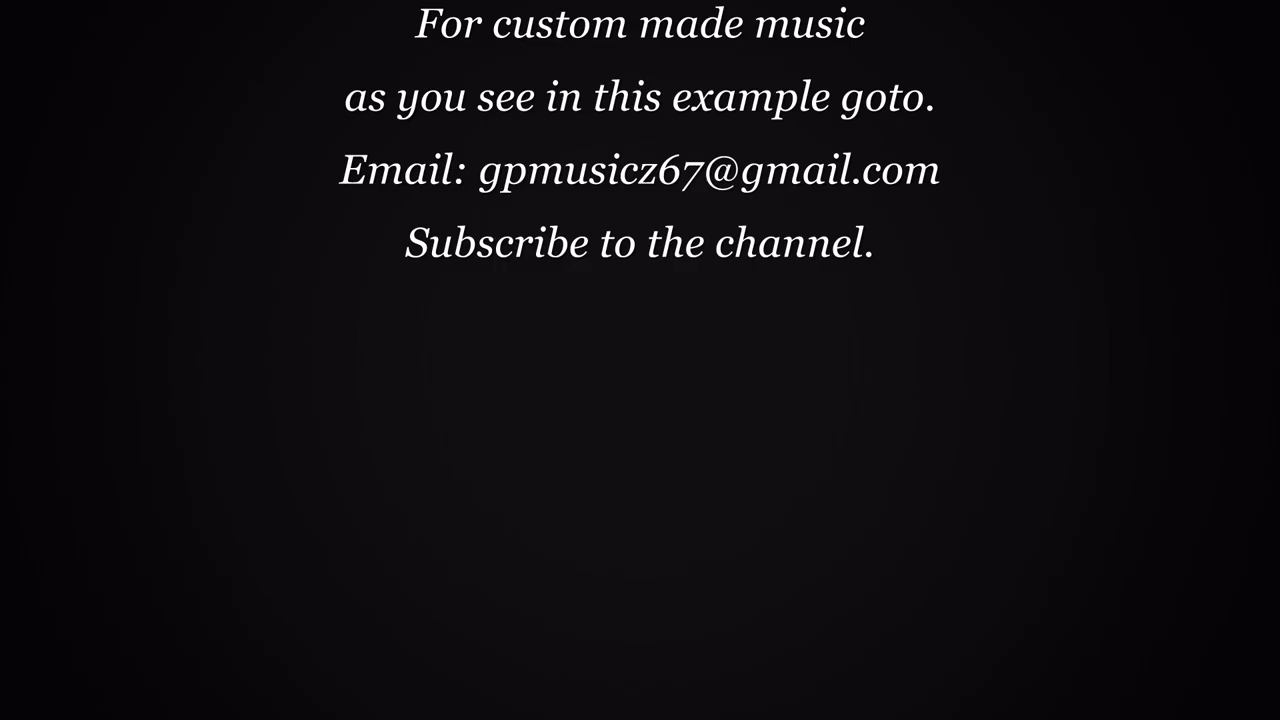 For custom made music
as you see in this example goto.
Email: gpmusicz67@gmail.com
Subscribe to the channel.